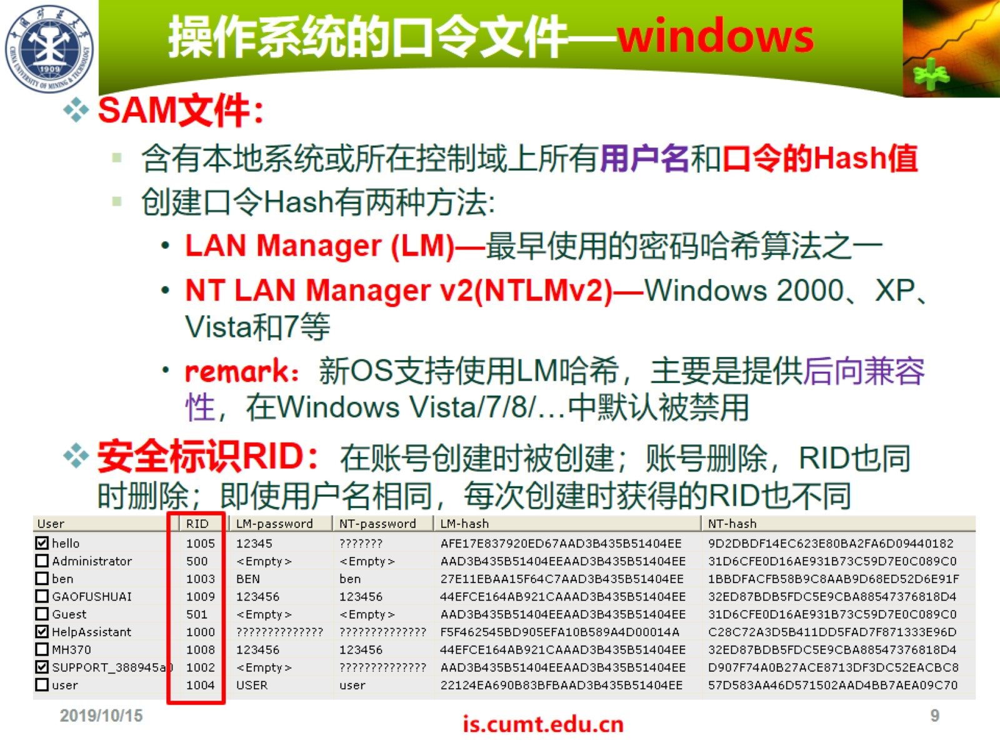 操作系统的口令文件—windows
中国矿业大学
CHINA UNIVERSITY OF MINING & TECHNOLOGY
1909
SAM文件：
含有本地系统或所在控制域上所有用户名和口令的Hash值
创建口令Hash有两种方法:
• LAN Manager (LM)—最早使用的密码哈希算法之一
• NT LAN Manager v2(NTLMv2)—Windows 2000、XP、
Vista和7等
• remark：新OS支持使用LM哈希，主要是提供后向兼容
性，在Windows Vista/7/8/…中默认被禁用
安全标识RID：在账号创建时被创建；账号删除，RID也同
时删除；即使用户名相同，每次创建时获得的RID也不同
User RID LM-password NT-password LM-hash NT-hash
hello 1005 12345 ??????? AFE17E837920ED67AAD3B435B51404EE 9D2DBDF14EC623E80BA2FA6D09440182
Administrator 500 <Empty> <Empty> AAD3B435B51404EEAAD3B435B51404EE 31D6CFE0D16AE931B73C59D7E0C089C0
ben 1003 BEN ben 27E11EBAA15F64C7AAD3B435B51404EE 1BBDFACFB58B9C8AAB9D68ED52D6E91F
GAOFUSHUAI 1009 123456 123456 44EFCE164AB921CAAAD3B435B51404EE 32ED87BDB5FDC5E9CBA88547376818D4
Guest 501 <Empty> <Empty> AAD3B435B51404EEAAD3B435B51404EE 31D6CFE0D16AE931B73C59D7E0C089C0
HelpAssistant 1000 ?????????????? ?????????????? F5F462545BD905EFA10B589A4D00014A C28C72A3D5B411DD5FAD7F871333E96D
MH370 1008 123456 123456 44EFCE164AB921CAAAD3B435B51404EE 32ED87BDB5FDC5E9CBA88547376818D4
SUPPORT_388945a0 1002 <Empty> ?????????????? AAD3B435B51404EEAAD3B435B51404EE D907F74A0B27ACE8713DF3DC52EACBC8
user 1004 USER user 22124EA690B83BFBAAD3B435B51404EE 57D583AA46D571502AAD4BB7AEA09C70
2019/10/15
is.cumt.edu.cn
9